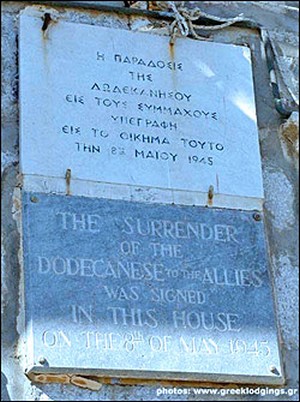 Η ΠΑΡΑΔΟΣΙΣ
ΤΗΣ
ΔΩΔΕΚΑΝΗΣΟΥ
ΕΙΣ ΤΟΥΣ ΣΥΜΜΑΧΟΥΣ
ΥΠΕΓΡΑΦΗ
ΕΙΣ ΤΟ ΟΙΚΗΜΑ ΤΟΥΤΟ
ΤΗΝ 8ΗΝ ΜΑΙΟΥ 1945
THE SURRENDER
OF THE
DODECANESE TO THE ALLIES
WAS SIGNED
IN THIS HOUSE
ON THE 8th OF MAY 1945
photos: www.greeklodgings.gr